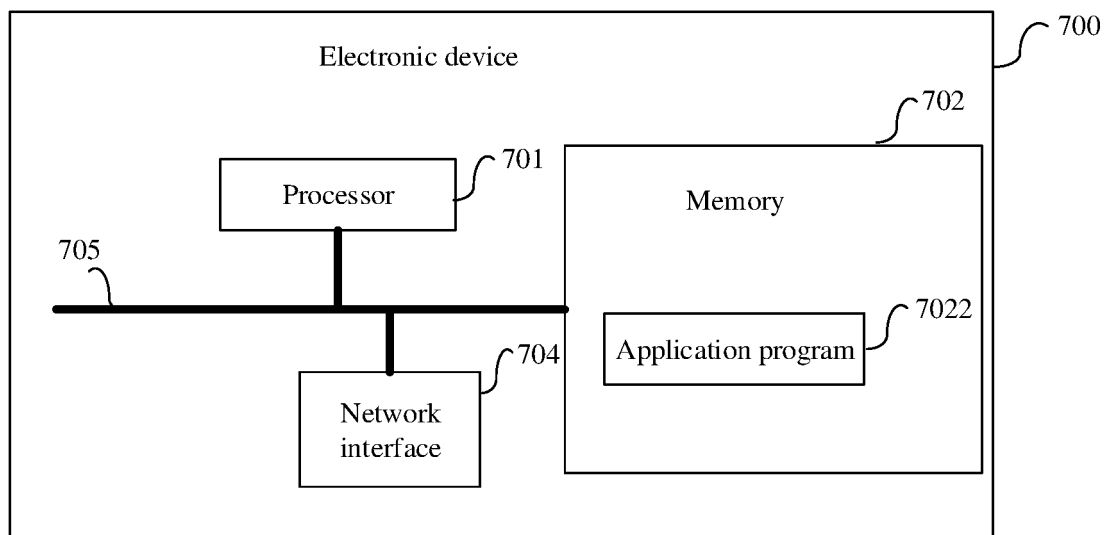 700
Electronic device
702
701
Processor
Memory
705
7022
Application program
704
Network
interface